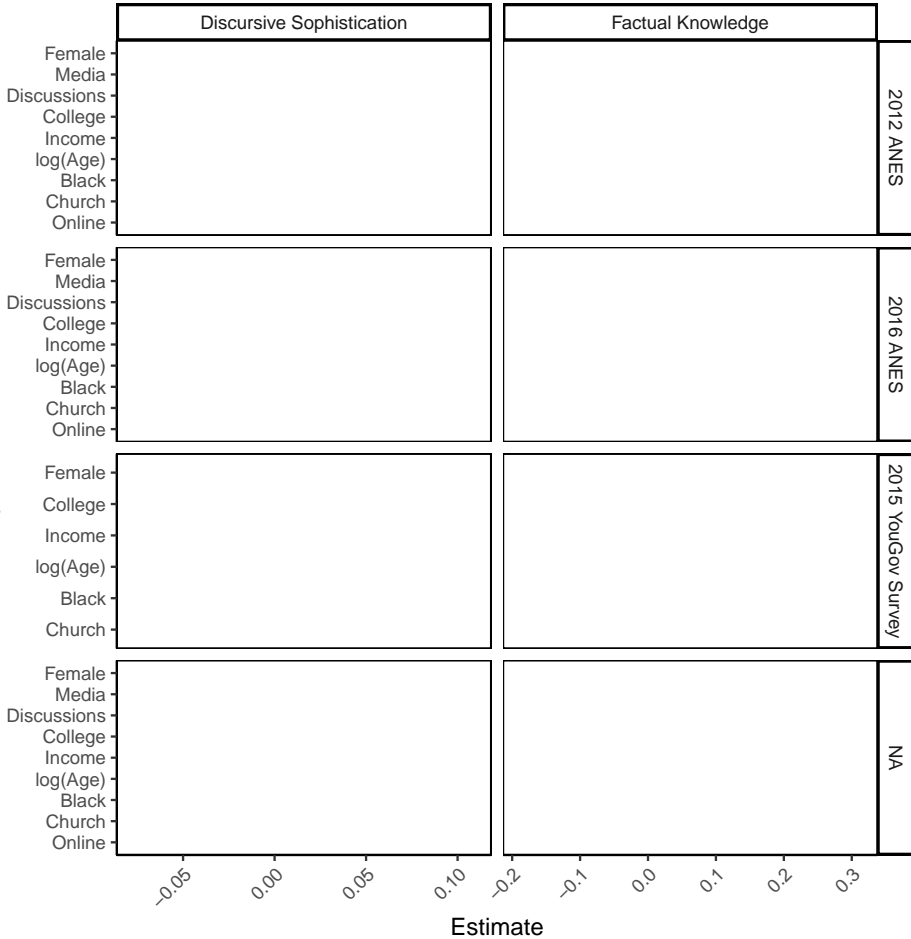 Discursive Sophistication
Factual Knowledge
Female
Media
Discussions
College
Income
log(Age)
Black
Church
Online
2012 ANES
Female
Media
Discussions
College
Income
log(Age)
Black
Church
Online
2016 ANES
Female
College
Income
log(Age)
Black
Church
2015 YouGov Survey
Female
Media
Discussions
College
Income
log(Age)
Black
Church
Online
NA
−0.05 0.00 0.05 0.10 −0.2 −0.1 0.0 0.1 0.2 0.3
Estimate